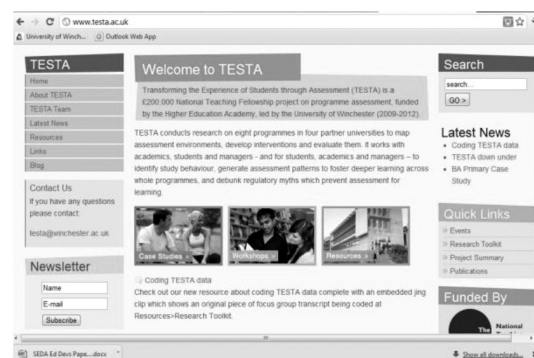 www.testa.ac.uk
University of Winch...
Outlook Web App
TESTA
Home
About TESTA
TESTA Team
Latest News
Resources
Links
Blog
Contact Us
If you have any questions
please contact:
testa@winchester.ac.uk
Newsletter
Name
E-mail
Subscribe
Welcome to TESTA
Transforming the Experience of Students through Assessment (TESTA) is a
£200,000 National Teaching Fellowship project on programme assessment, funded
by the Higher Education Academy, led by the University of Winchester (2009-2012).
TESTA conducts research on eight programmes in four partner universities to map
assessment environments, develop interventions and evaluate them. It works with
academics, students and managers - and for students, academics and managers – to
identify study behaviour, generate assessment patterns to foster deeper learning across
whole programmes, and debunk regulatory myths which prevent assessment for
learning.
Case Studies »
Workshops »
Resources »
Coding TESTA data
Check out our new resource about coding TESTA data complete with an embedded jing
clip which shows an original piece of focus group transcript being coded at
Resources>Research Toolkit.
Search
search...
GO >
Latest News
Coding TESTA data
TESTA down under
BA Primary Case
Study
Quick Links
» Events
» Research Toolkit
» Project Summary
» Publications
Funded By
The National
SEDA Ed Devs Pape....docx
Show all downloads...